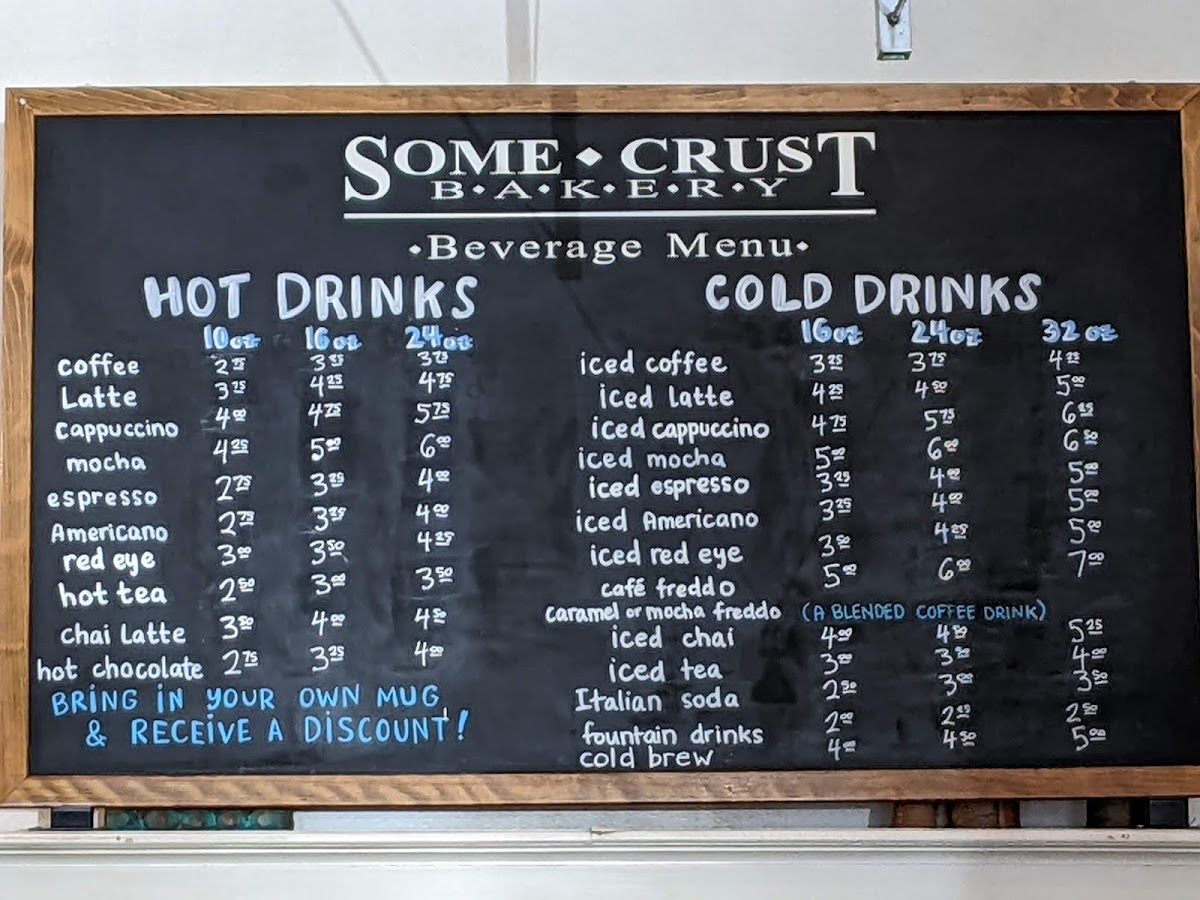 SOME CRUST
B·A·K·E·R·Y
·Beverage Menu·
HOT DRINKS
10oz 16oz 24oz
coffee 2.75 3.25 3.75
Latte 3.75 4.25 4.75
cappuccino 4.00 4.75 5.75
mocha 4.25 5.00 6.00
espresso 2.25 3.25 4.00
Americano 2.75 3.25 4.00
red eye 3.00 3.50 4.25
hot tea 2.50 3.00 3.50
chai Latte 3.50 4.00 4.50
hot chocolate 2.75 3.25 4.00
BRING IN YOUR OWN MUG,
& RECEIVE A DISCOUNT!
COLD DRINKS
16oz 24oz 32oz
iced coffee 3.25 3.75 4.25
iced latte 4.25 4.50 5.00
iced cappuccino 4.75 5.75 6.25
iced mocha 5.00 6.00 6.50
iced espresso 3.25 4.00 5.00
iced Americano 3.25 4.00 5.00
iced red eye 3.50 4.25 5.00
café freddo 5.00 6.00 7.00
caramel or mocha freddo (A BLENDED COFFEE DRINK)
iced chai 4.00 4.50 5.25
iced tea 3.00 3.50 4.00
Italian soda 2.50 3.00 3.50
fountain drinks 2.00 2.25 2.50
cold brew 4.00 4.50 5.00